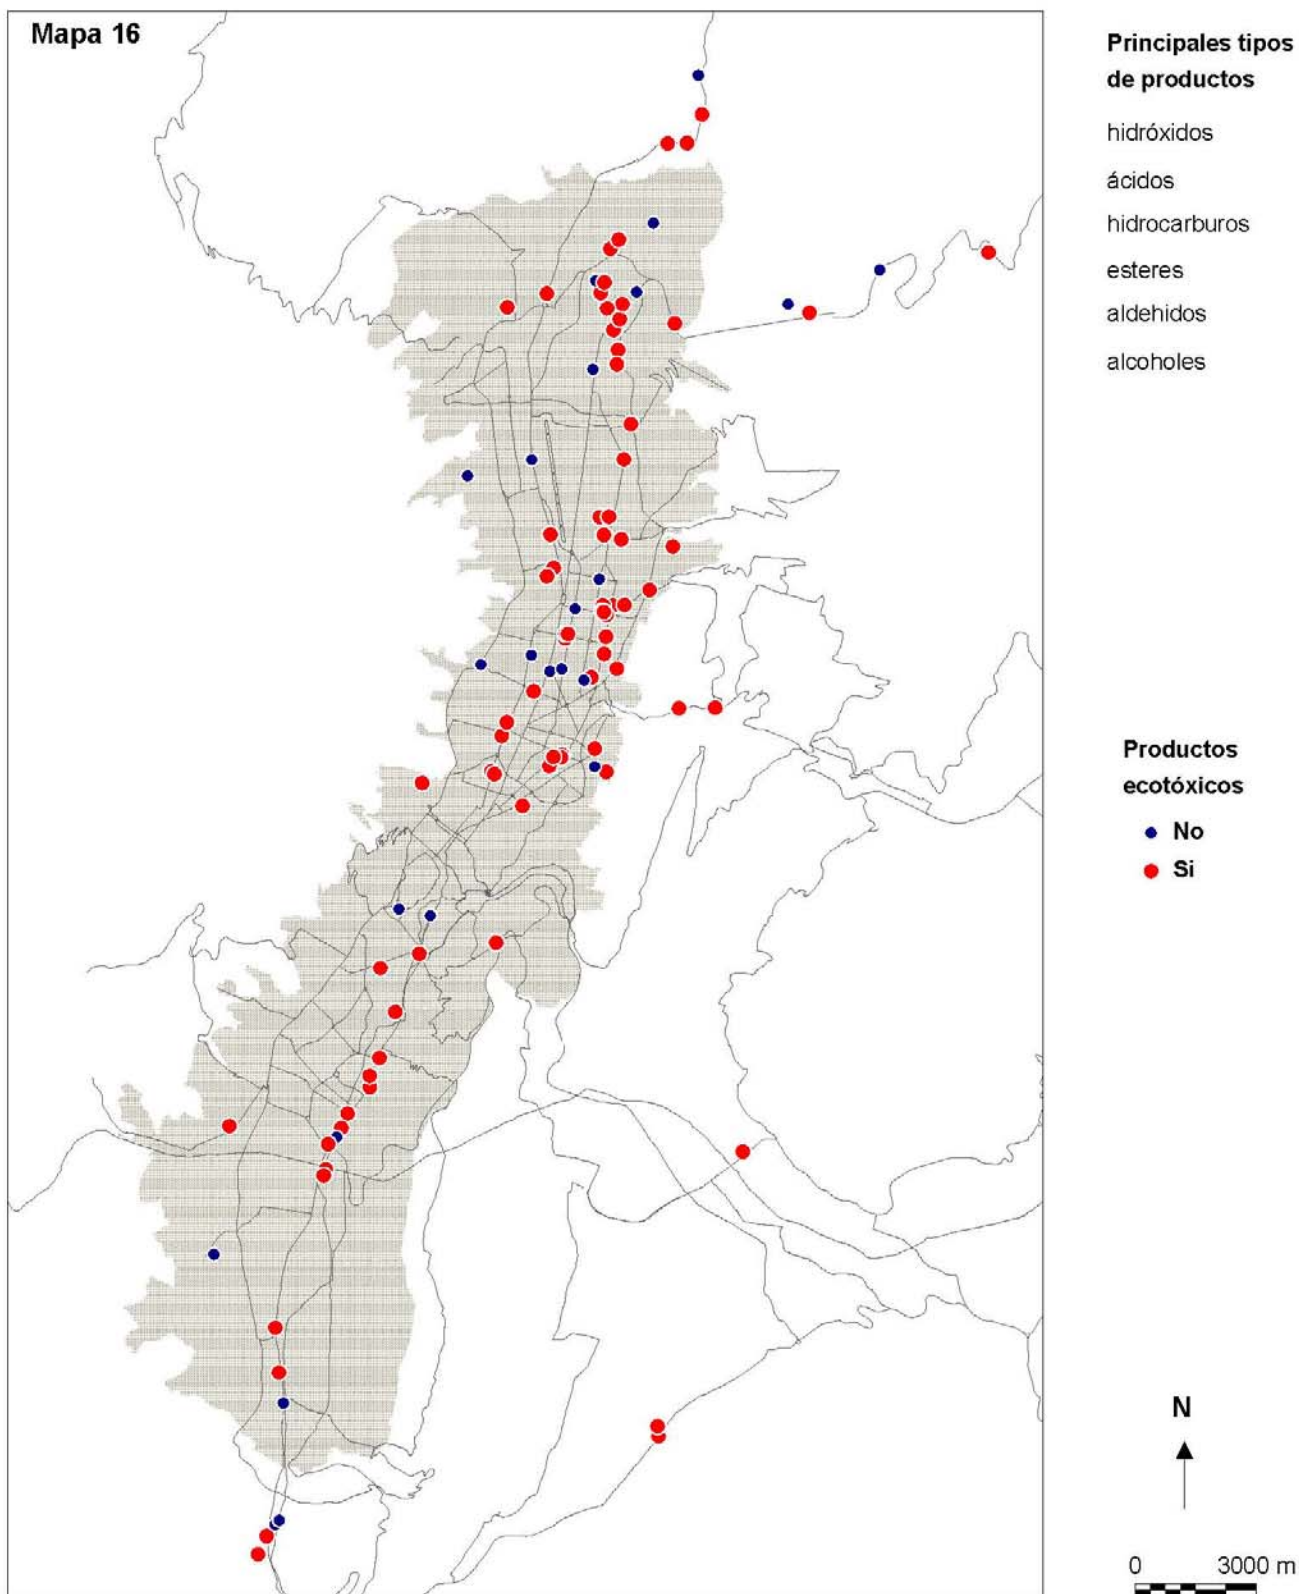 Mapa 16
Principales tipos
de productos
hidróxidos
ácidos
hidrocarburos
esteres
aldehidos
alcoholes
Productos
ecotóxicos
No
Si
N
0 3000 m